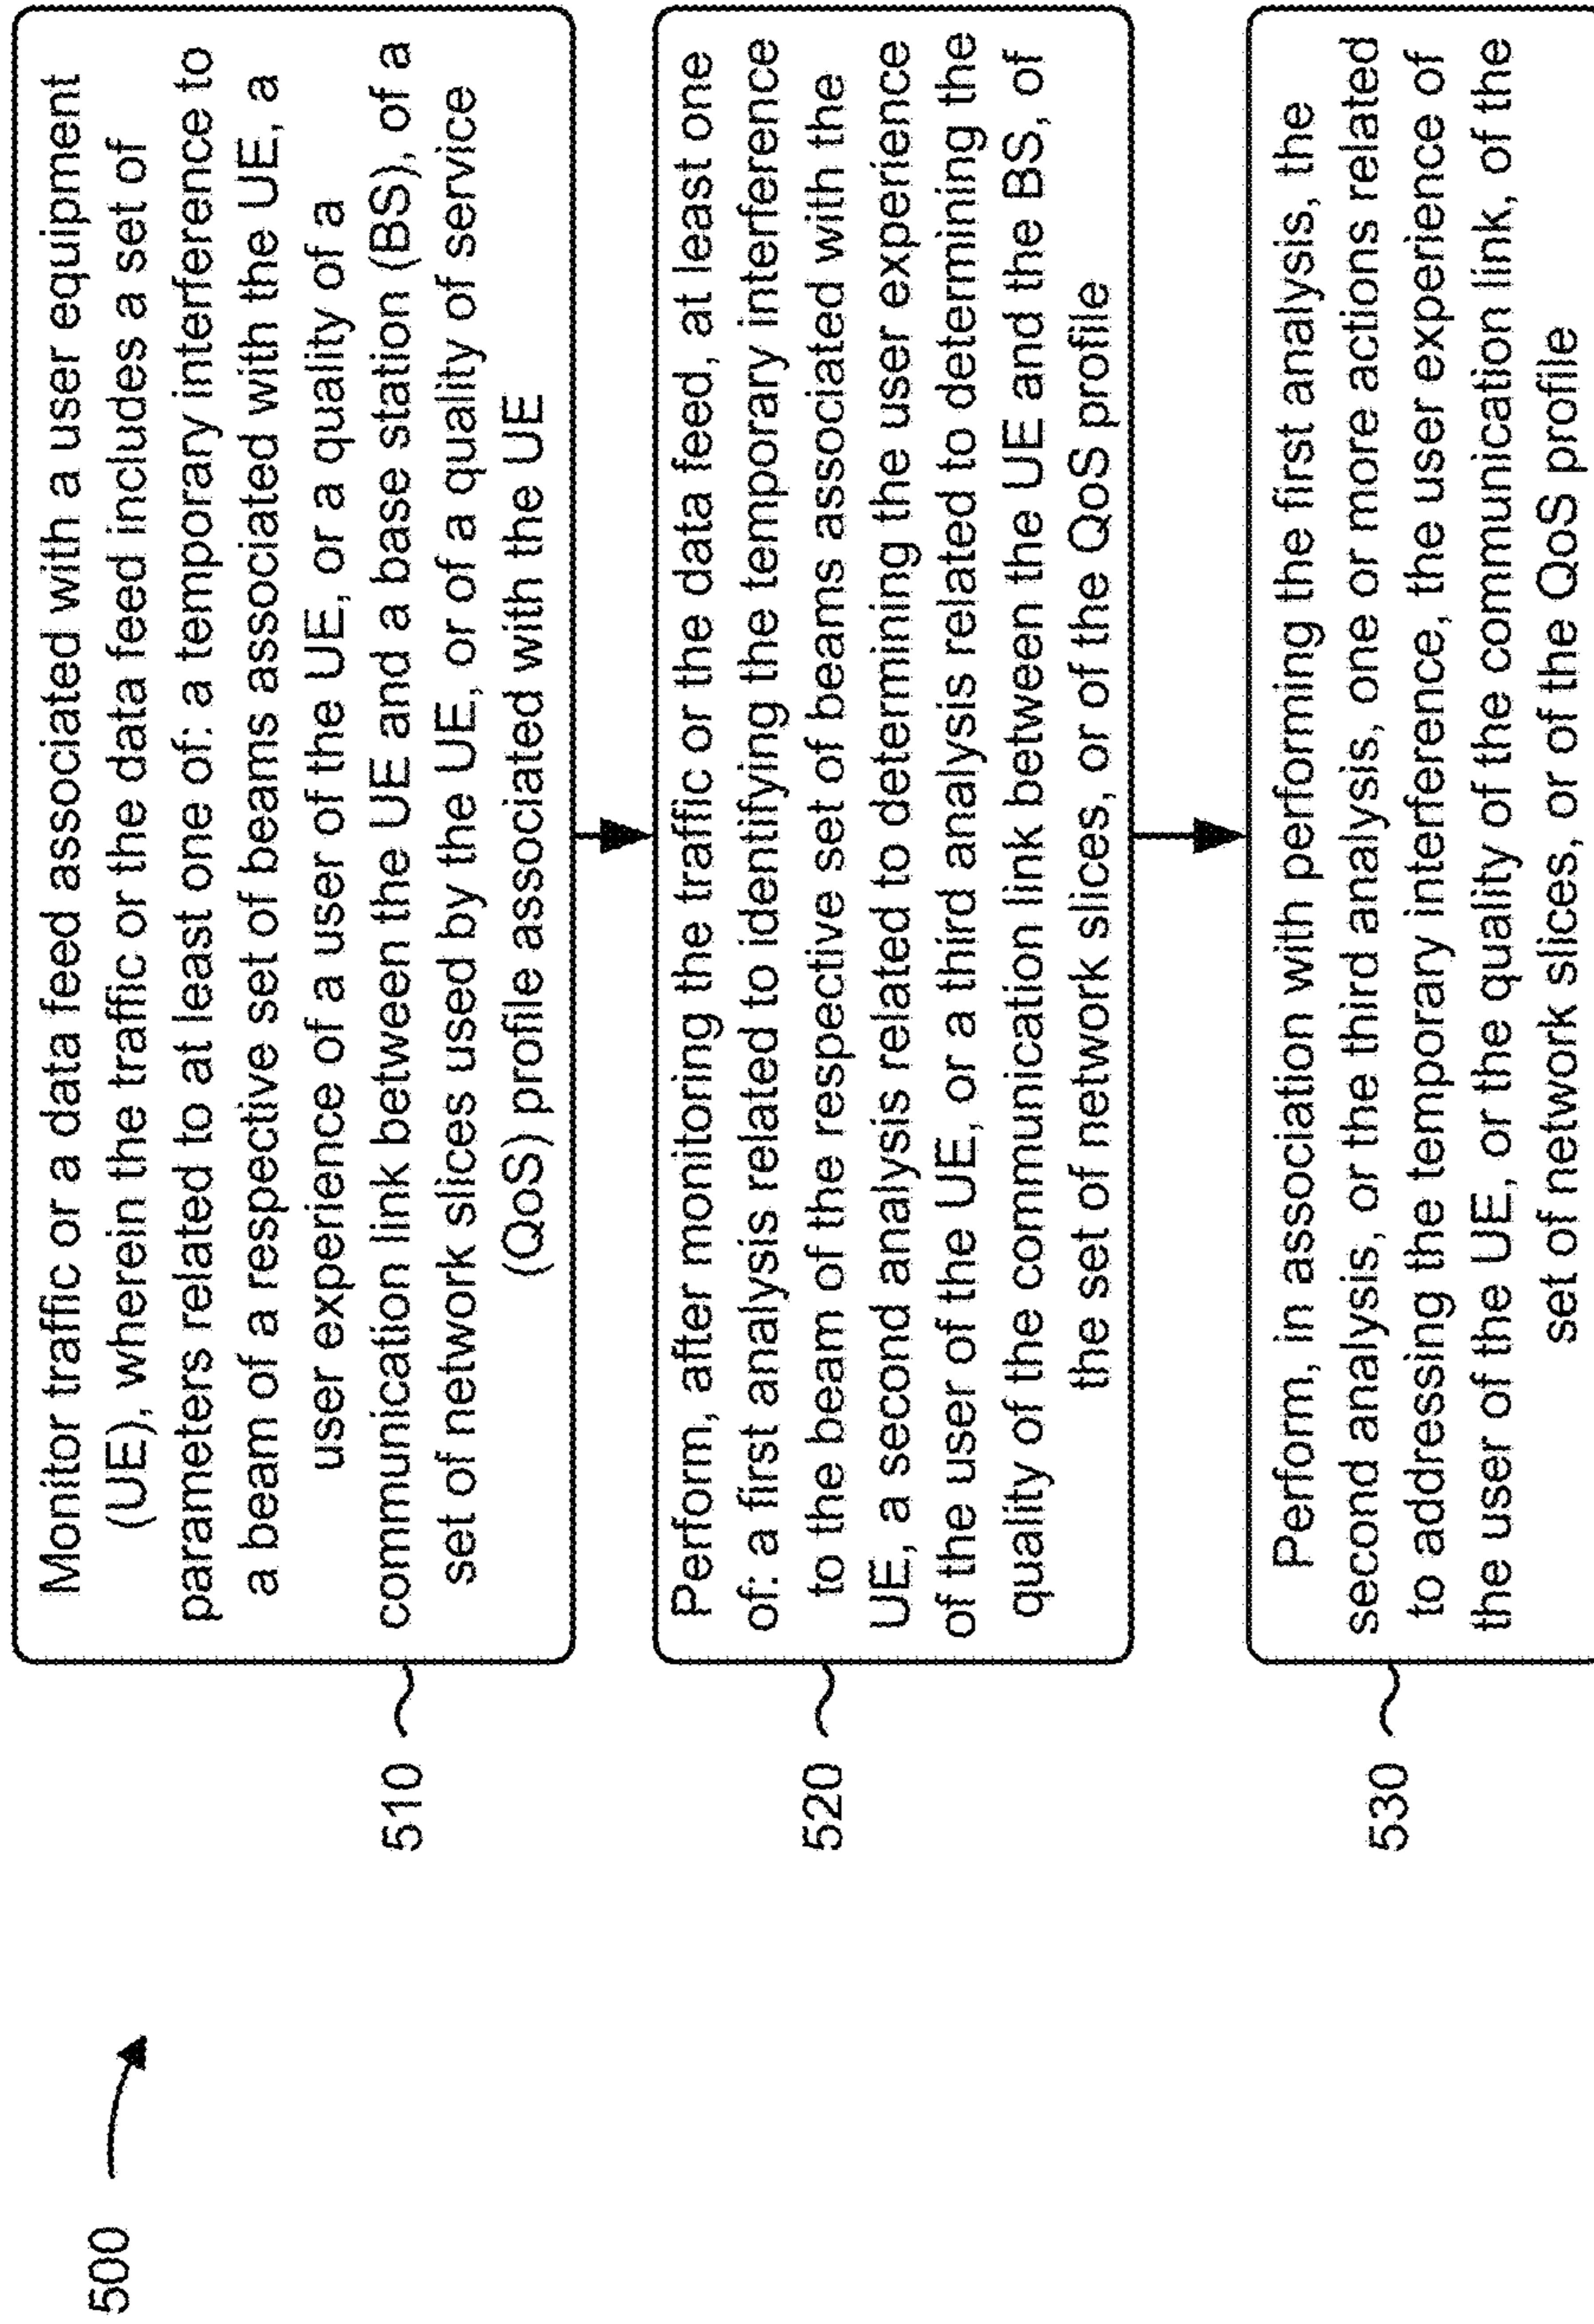 500
510
Monitor traffic or a data feed associated with a user equipment
(UE), wherein the traffic or the data feed includes a set of
parameters related to at least one of: a temporary interference to
a beam of a respective set of beams associated with the UE, a
user experience of a user of the UE, or a quality of a
communication link between the UE and a base station (BS), of a
set of network slices used by the UE, or of a quality of service
(QoS) profile associated with the UE
520
Perform, after monitoring the traffic or the data feed, at least one
of: a first analysis related to identifying the temporary interference
to the beam of the respective set of beams associated with the
UE, a second analysis related to determining the user experience
of the user of the UE, or a third analysis related to determining the
quality of the communication link between the UE and the BS, of
the set of network slices, or of the QoS profile
530
Perform, in association with performing the first analysis, the
second analysis, or the third analysis, one or more actions related
to addressing the temporary interference, the user experience of
the user of the UE, or the quality of the communication link, of the
set of network slices, or of the QoS profile